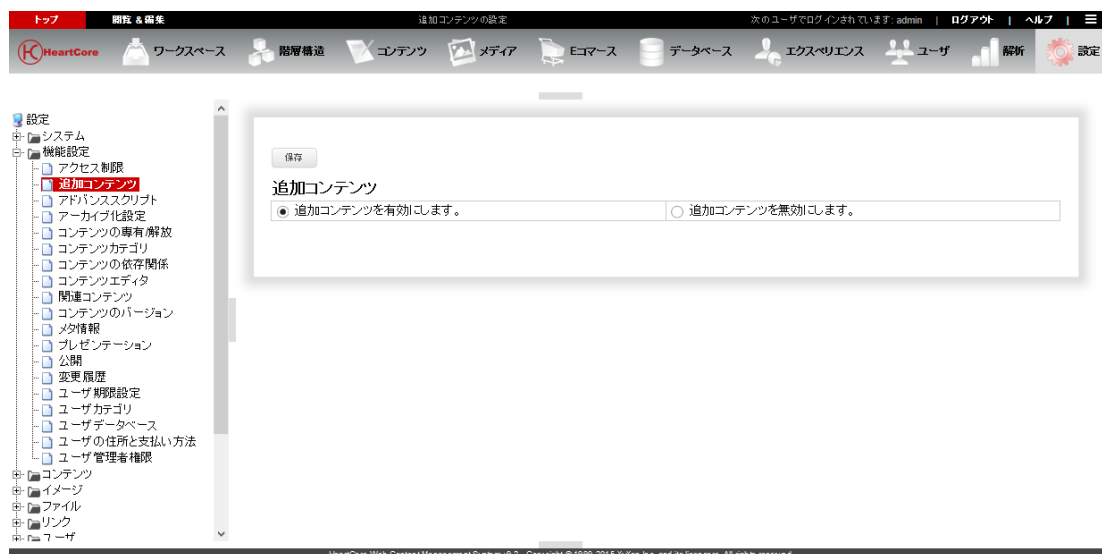 トップ 閲覧 & 編集 追加コンテンツの設定 次のユーザでログインされています: admin | ログアウト | ヘルプ |
HeartCore ワークスペース 階層構造 コンテンツ メディア Eコマース データベース エクスペリエンス ユーザ 解析 設定
設定
システム
機能設定
アクセス制限
追加コンテンツ
アドバンススクリプト
アーカイブ化設定
コンテンツの専有/解放
コンテンツカテゴリ
コンテンツの依存関係
コンテンツエディタ
関連コンテンツ
コンテンツのバージョン
メタ情報
プレゼンテーション
公開
変更履歴
ユーザ期限設定
ユーザカテゴリ
ユーザデータベース
ユーザの住所と支払い方法
ユーザ管理者権限
コンテンツ
イメージ
ファイル
リンク
ユーザ
保存
追加コンテンツ
追加コンテンツを有効にします。 追加コンテンツを無効にします。